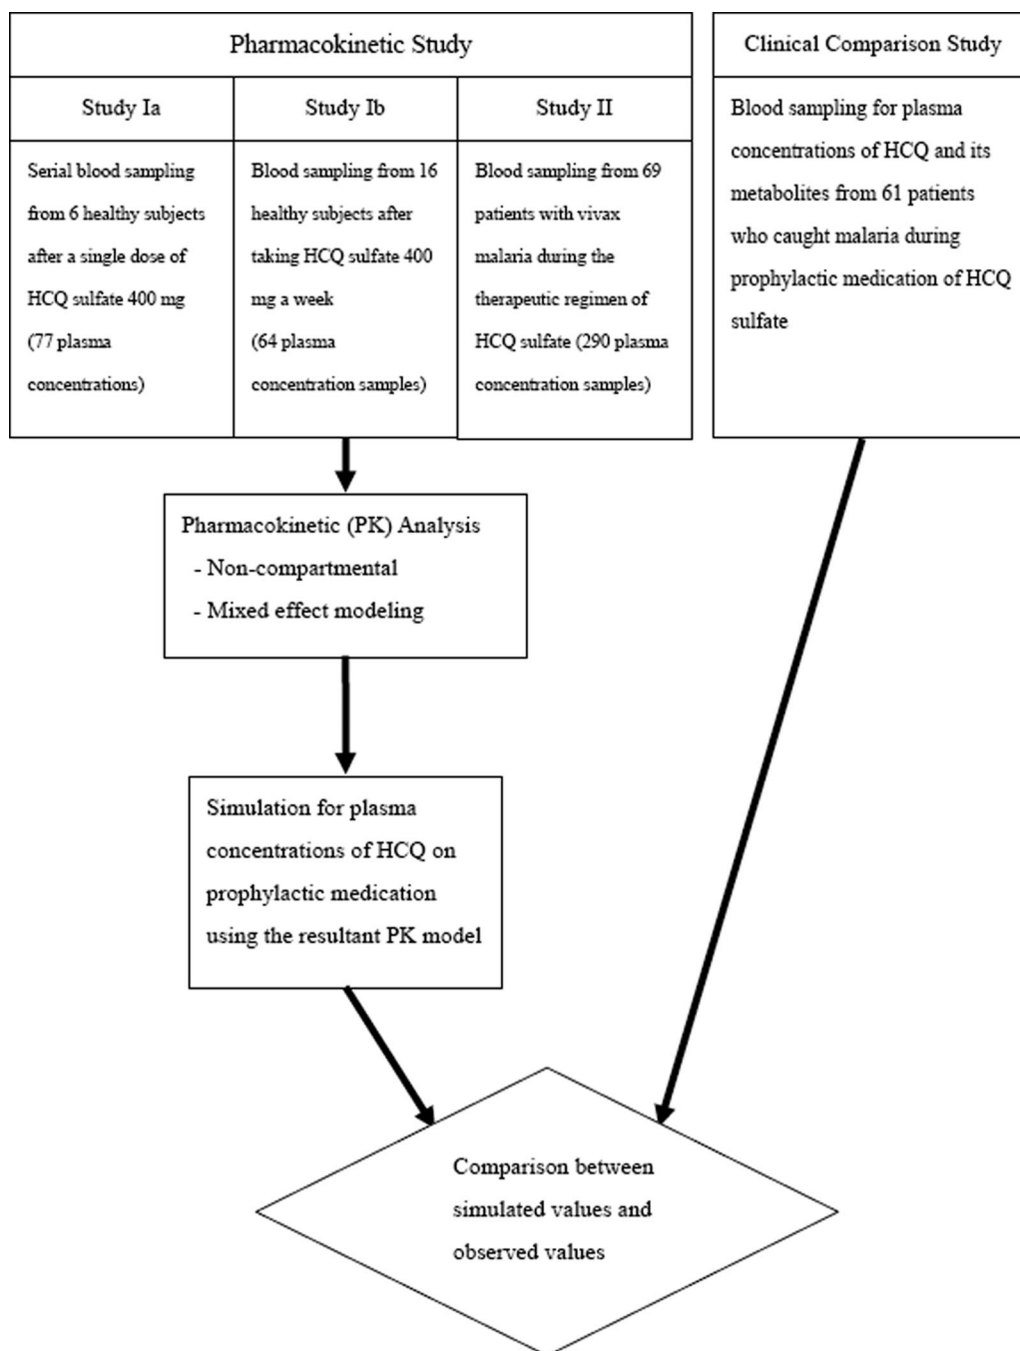 Pharmacokinetic Study
Study Ia
Serial blood sampling
from 6 healthy subjects
after a single dose of
HCQ sulfate 400 mg
(77 plasma
concentrations)
Study Ib
Blood sampling from 16
healthy subjects after
taking HCQ sulfate 400
mg a week
(64 plasma
concentration samples)
Study II
Blood sampling from 69
patients with vivax
malaria during the
therapeutic regimen of
HCQ sulfate (290 plasma
concentration samples)
Clinical Comparison Study
Blood sampling for plasma
concentrations of HCQ and its
metabolites from 61 patients
who caught malaria during
prophylactic medication of HCQ
sulfate
Pharmacokinetic (PK) Analysis
- Non-compartmental
- Mixed effect modeling
Simulation for plasma
concentrations of HCQ on
prophylactic medication
using the resultant PK model
Comparison between
simulated values and
observed values